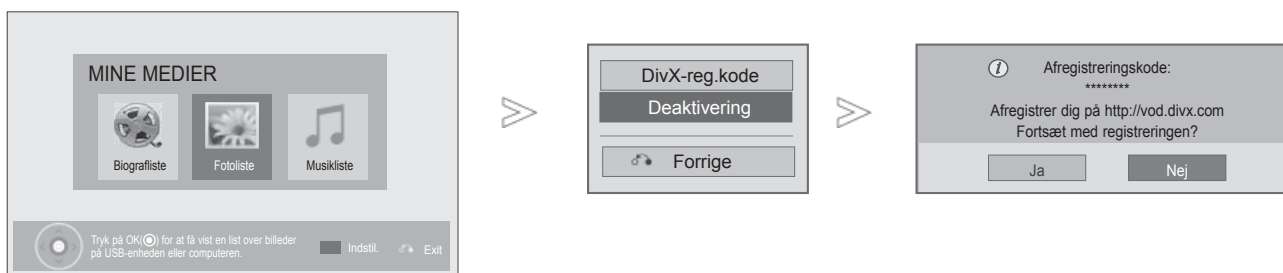 MINE MEDIER
Biografliste
Fotoliste
Musikliste
Tryk på OK(◉) for at få vist en list over billeder
på USB-enheden eller computeren.
Indstil.
Exit
DivX-reg.kode
Deaktivering
Forrige
i Afregistreringskode:
********
Afregistrer dig på http://vod.divx.com
Fortsæt med registreringen?
Ja
Nej